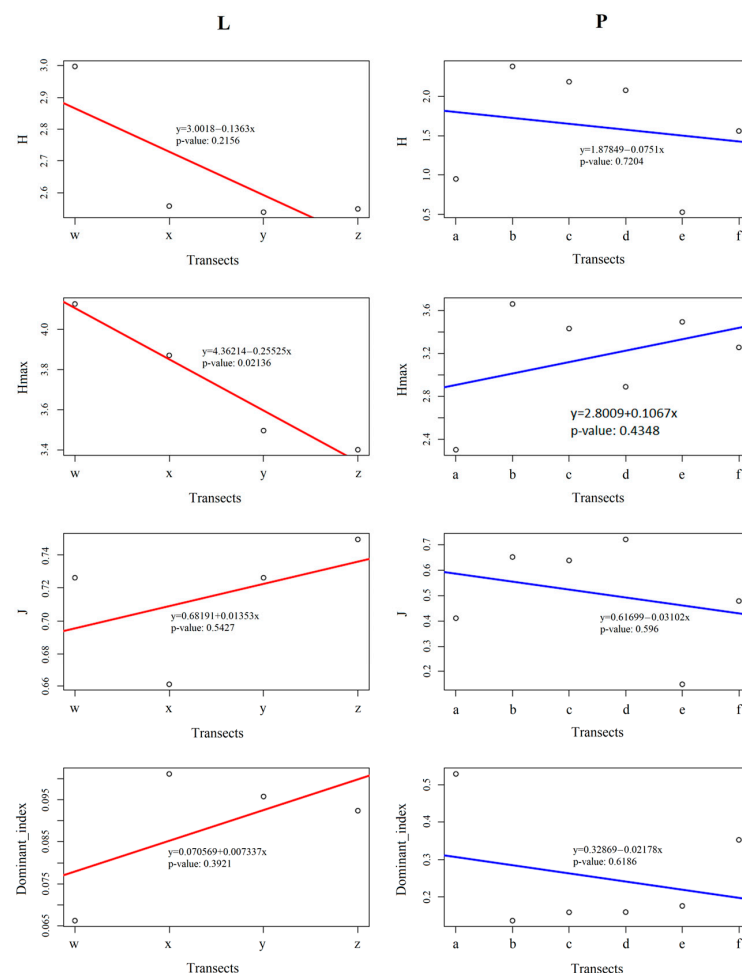 L
P
H
3.0
2.9
2.8
2.7
2.6
y=3.0018−0.1363x
p-value: 0.2156
w x y z
Transects
H
2.0
1.5
1.0
0.5
y=1.87849−0.0751x
p-value: 0.7204
a b c d e f
Transects
Hmax
4.0
3.8
3.6
3.4
y=4.36214−0.25525x
p-value: 0.02136
w x y z
Transects
Hmax
3.6
3.2
2.8
2.4
y=2.8009+0.1067x
p-value: 0.4348
a b c d e f
Transects
J
0.74
0.72
0.70
0.68
0.66
y=0.68191+0.01353x
p-value: 0.5427
w x y z
Transects
J
0.7
0.6
0.5
0.4
0.3
0.2
y=0.61699−0.03102x
p-value: 0.596
a b c d e f
Transects
Dominant_index
0.095
0.085
0.075
0.065
y=0.070569+0.007337x
p-value: 0.3921
w x y z
Transects
Dominant_index
0.5
0.4
0.3
0.2
y=0.32869−0.02178x
p-value: 0.6186
a b c d e f
Transects